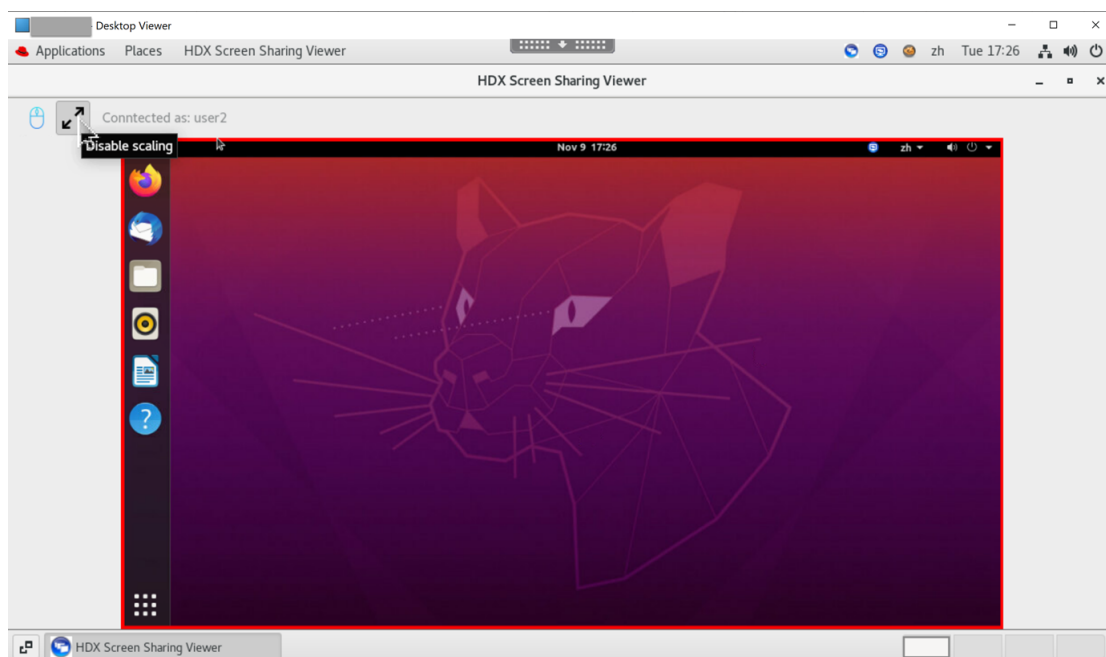 - Desktop Viewer
Applications Places HDX Screen Sharing Viewer zh Tue 17:26
HDX Screen Sharing Viewer
Conntected as: user2
Disable scaling
Nov 9 17:26 zh
?
HDX Screen Sharing Viewer